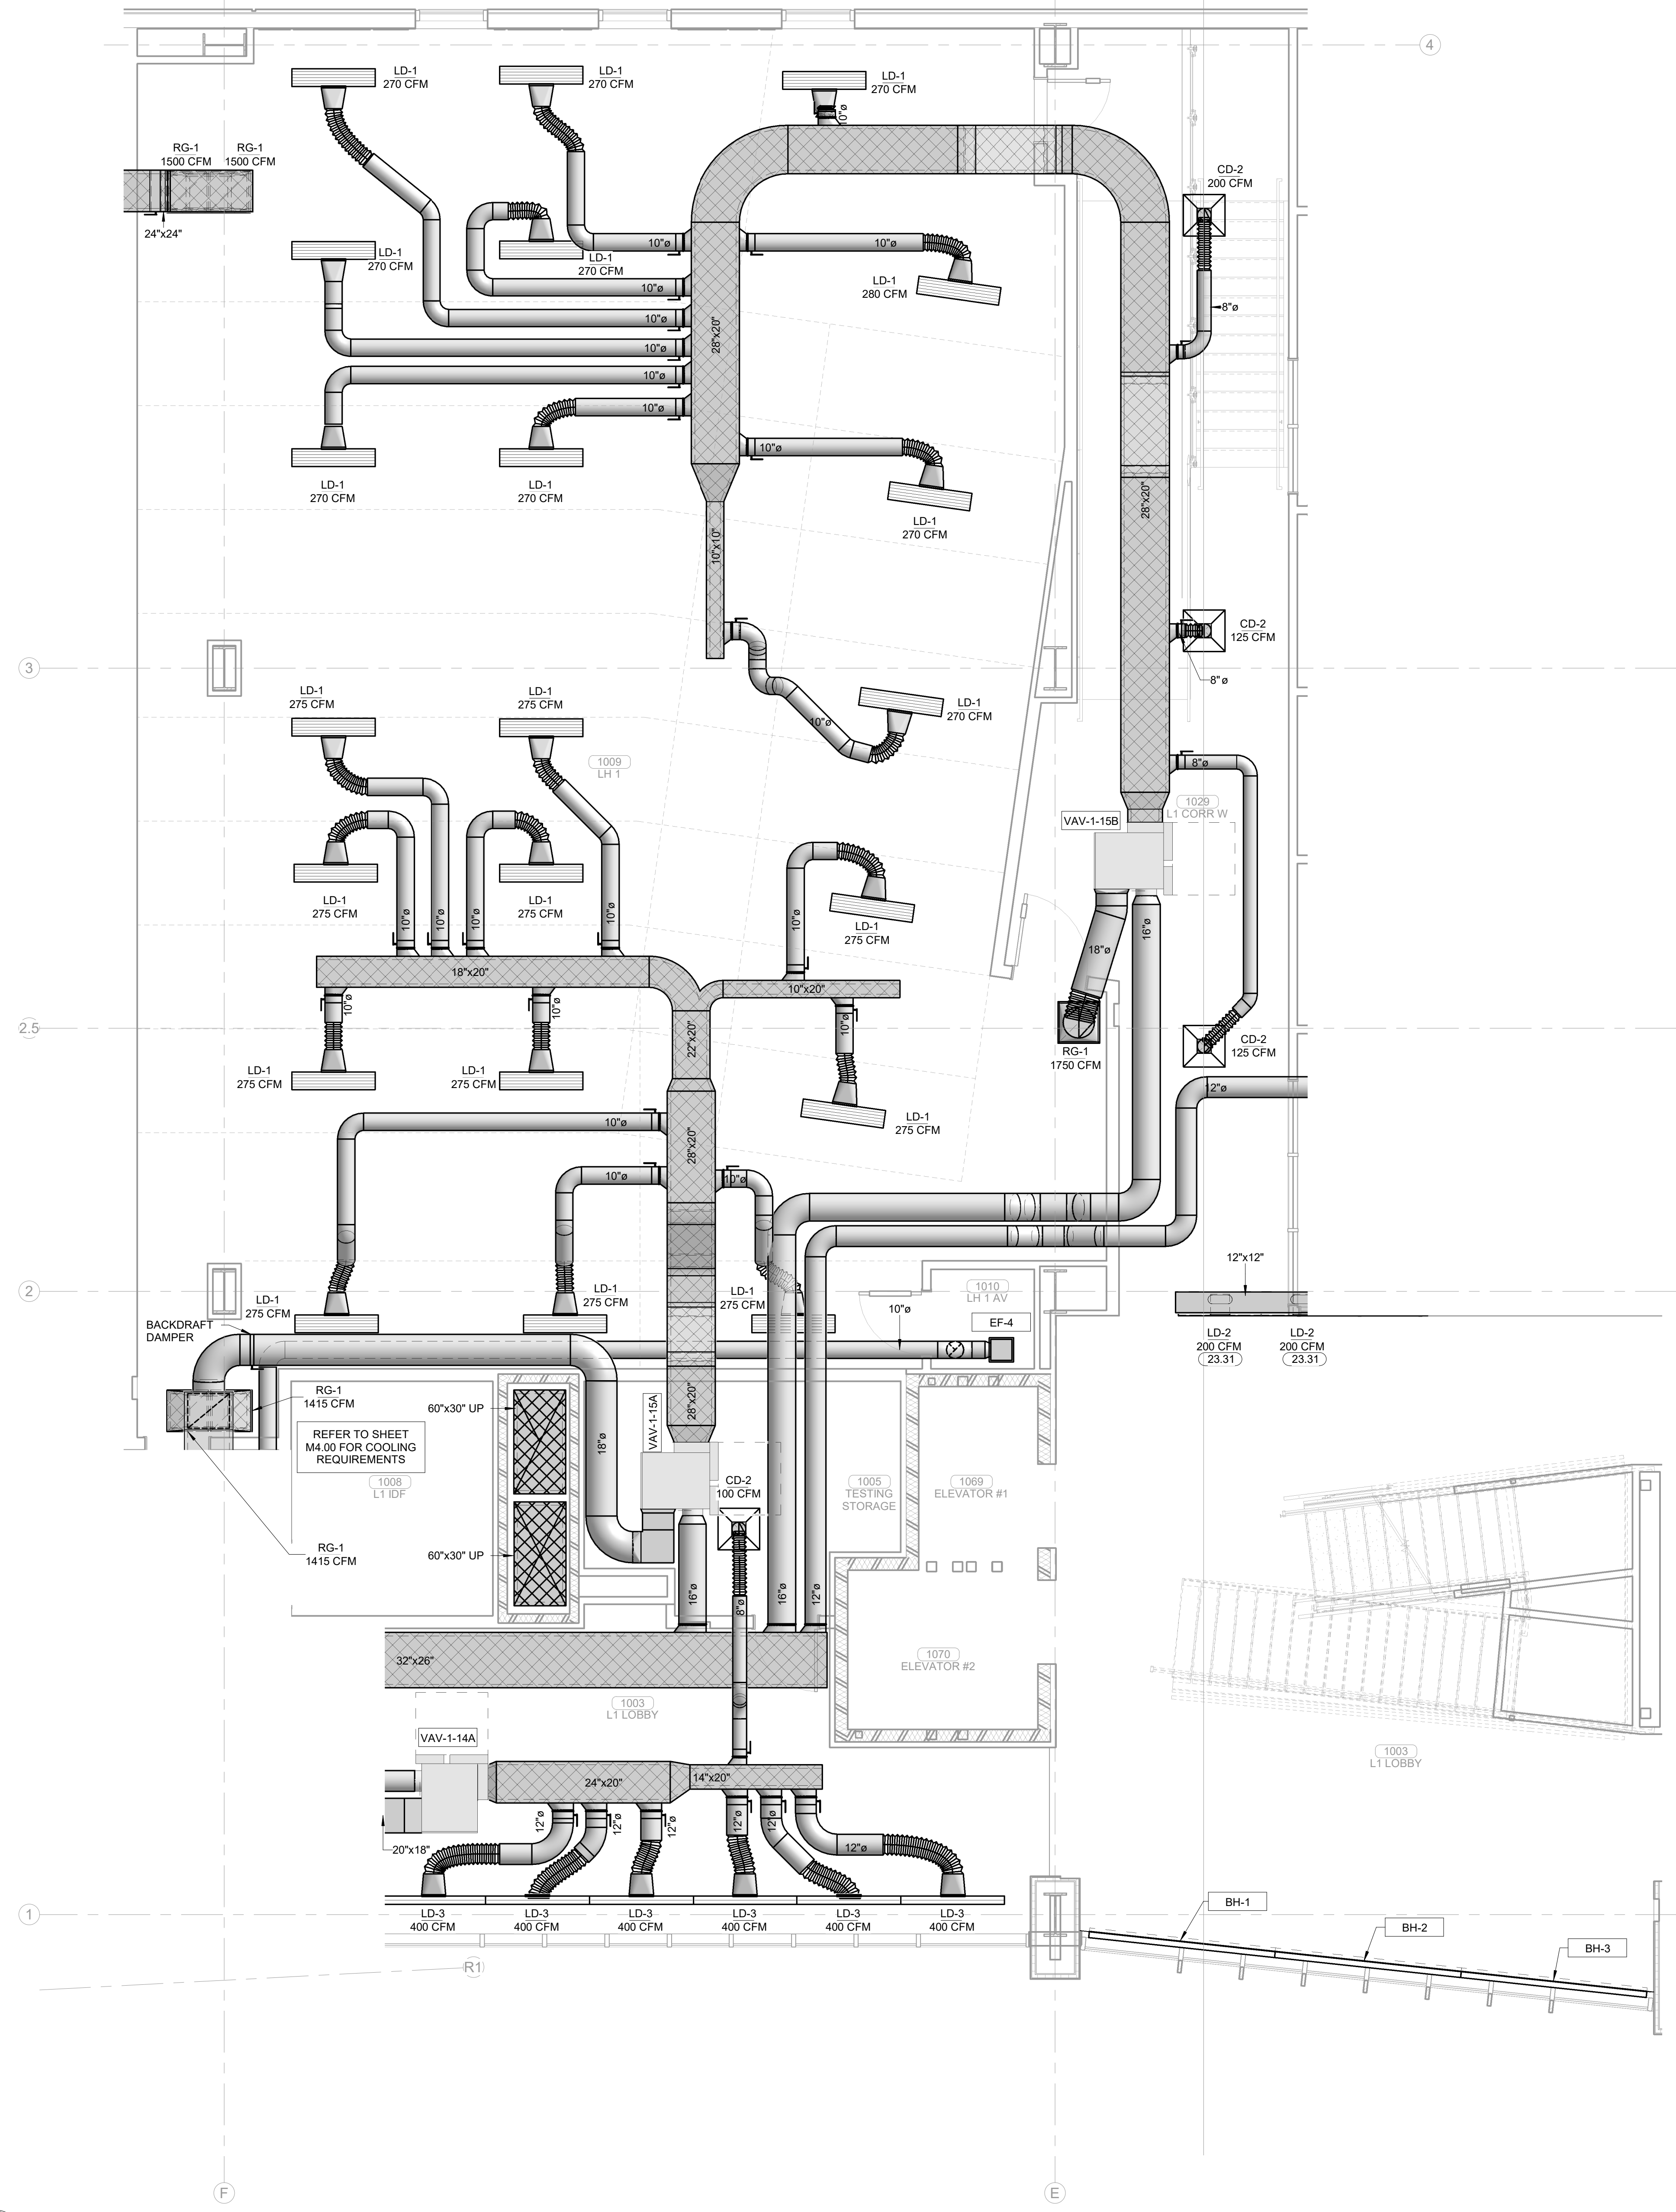 4
LD-1
270 CFM
LD-1
270 CFM
LD-1
270 CFM
10"ø
RG-1
1500 CFM
RG-1
1500 CFM
24"x24"
CD-2
200 CFM
8"ø
LD-1
270 CFM
LD-1
270 CFM
10"ø
10"ø
10"ø
10"ø
10"ø
10"ø
10"ø
LD-1
280 CFM
28"x20"
10"ø
LD-1
270 CFM
LD-1
270 CFM
LD-1
270 CFM
28"x20"
10"x10"
CD-2
125 CFM
8"ø
3
LD-1
270 CFM
10"ø
LD-1
275 CFM
LD-1
275 CFM
1009
LH 1
8"ø
1029
L1 CORR W
VAV-1-15B
LD-1
275 CFM
LD-1
275 CFM
10"ø
10"ø
10"ø
10"ø
10"ø
LD-1
275 CFM
16"ø
18"ø
18"x20"
10"x20"
10"ø
10"ø
10"ø
2.5
22"x20"
RG-1
1750 CFM
CD-2
125 CFM
LD-1
275 CFM
LD-1
275 CFM
12"ø
LD-1
275 CFM
10"ø
28"x20"
10"ø
10"ø
12"x12"
2
1010
LH 1 AV
LD-1
275 CFM
LD-1
275 CFM
LD-1
275 CFM
10"ø
EF-4
BACKDRAFT
DAMPER
LD-2
200 CFM
23.31
LD-2
200 CFM
23.31
RG-1
1415 CFM
60"x30" UP
28"x20"
VAV-1-15A
REFER TO SHEET
M4.00 FOR COOLING
REQUIREMENTS
18"ø
1008
L1 IDF
CD-2
100 CFM
1005
TESTING
STORAGE
1069
ELEVATOR #1
RG-1
1415 CFM
60"x30" UP
16"ø
8"ø
16"ø
12"ø
32"x26"
1070
ELEVATOR #2
1003
L1 LOBBY
VAV-1-14A
1003
L1 LOBBY
24"x20"
14"x20"
12"ø
12"ø
12"ø
12"ø
12"ø
12"ø
20"x18"
1
LD-3
400 CFM
LD-3
400 CFM
LD-3
400 CFM
LD-3
400 CFM
LD-3
400 CFM
LD-3
400 CFM
BH-1
BH-2
BH-3
R1
F
E